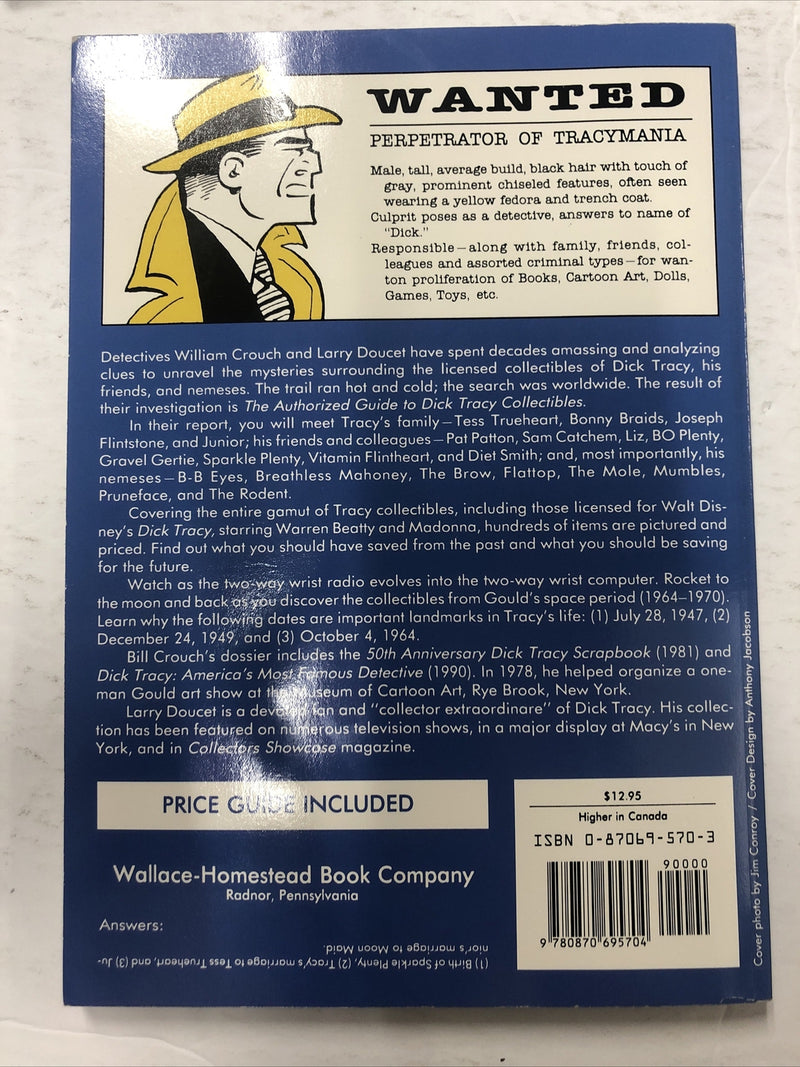 WANTED
PERPETRATOR OF TRACYMANIA
Male, tall, average build, black hair with touch of
gray, prominent chiseled features, often seen
wearing a yellow fedora and trench coat.
Culprit poses as a detective, answers to name of
"Dick."
Responsible—along with family, friends, col-
leagues and assorted criminal types—for wan-
ton proliferation of Books, Cartoon Art, Dolls,
Games, Toys, etc.
Detectives William Crouch and Larry Doucet have spent decades amassing and analyzing
clues to unravel the mysteries surrounding the licensed collectibles of Dick Tracy, his
friends, and nemeses. The trail ran hot and cold; the search was worldwide. The result of
their investigation is The Authorized Guide to Dick Tracy Collectibles.
In their report, you will meet Tracy's family—Tess Trueheart, Bonny Braids, Joseph
Flintstone, and Junior; his friends and colleagues—Pat Patton, Sam Catchem, Liz, BO Plenty,
Gravel Gertie, Sparkle Plenty, Vitamin Flintheart, and Diet Smith; and, most importantly, his
nemeses—B-B Eyes, Breathless Mahoney, The Brow, Flattop, The Mole, Mumbles,
Pruneface, and The Rodent.
Covering the entire gamut of Tracy collectibles, including those licensed for Walt Dis-
ney's Dick Tracy, starring Warren Beatty and Madonna, hundreds of items are pictured and
priced. Find out what you should have saved from the past and what you should be saving
for the future.
Watch as the two-way wrist radio evolves into the two-way wrist computer. Rocket to
the moon and back as you discover the collectibles from Gould's space period (1964–1970).
Learn why the following dates are important landmarks in Tracy's life: (1) July 28, 1947, (2)
December 24, 1949, and (3) October 4, 1964.
Bill Crouch's dossier includes the 50th Anniversary Dick Tracy Scrapbook (1981) and
Dick Tracy: America's Most Famous Detective (1990). In 1978, he helped organize a one-
man Gould art show at the Museum of Cartoon Art, Rye Brook, New York.
Larry Doucet is a devoted fan and "collector extraordinare" of Dick Tracy. His collec-
tion has been featured on numerous television shows, in a major display at Macy's in New
York, and in Collectors Showcase magazine.
PRICE GUIDE INCLUDED
Wallace-Homestead Book Company
Radnor, Pennsylvania
Answers:
(1) Birth of Sparkle Plenty, (2) Tracy's marriage to Tess Trueheart, and (3) Ju-
nior's marriage to Moon Maid.
$12.95
Higher in Canada
ISBN 0-87069-570-3
90000
9 780870 695704
Cover photo by Jim Conroy / Cover Design by Anthony Jacobson